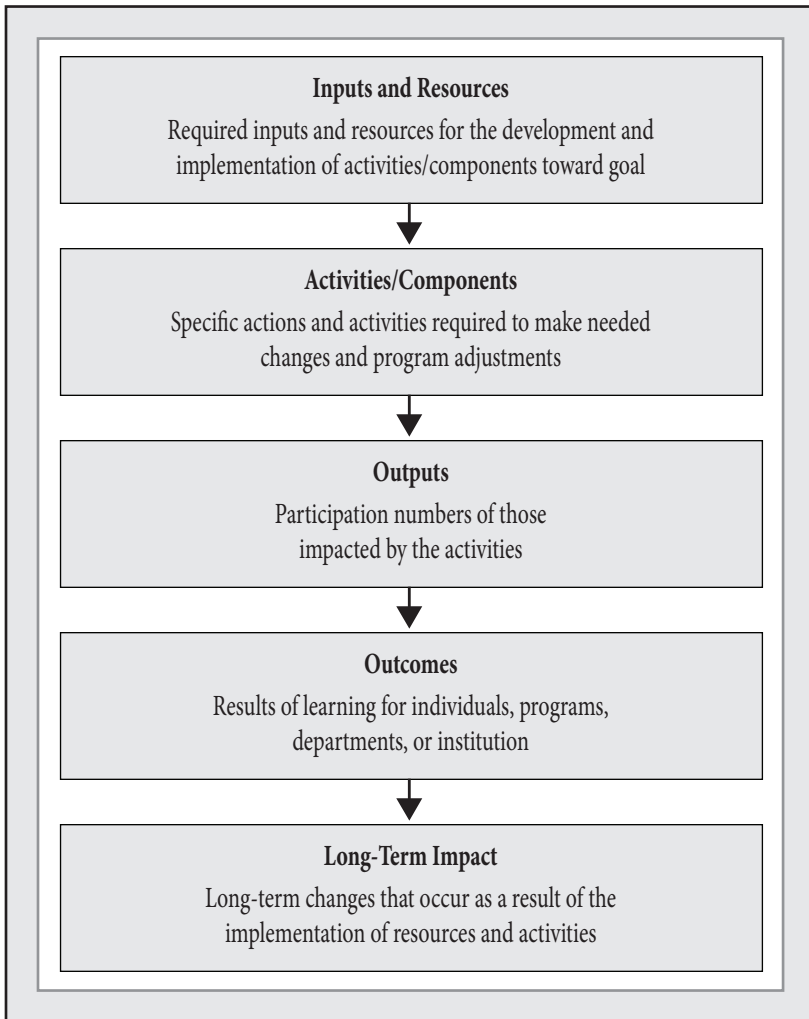 Inputs and Resources
Required inputs and resources for the development and
implementation of activities/components toward goal
Activities/Components
Specific actions and activities required to make needed
changes and program adjustments
Outputs
Participation numbers of those
impacted by the activities
Outcomes
Results of learning for individuals, programs,
departments, or institution
Long-Term Impact
Long-term changes that occur as a result of the
implementation of resources and activities